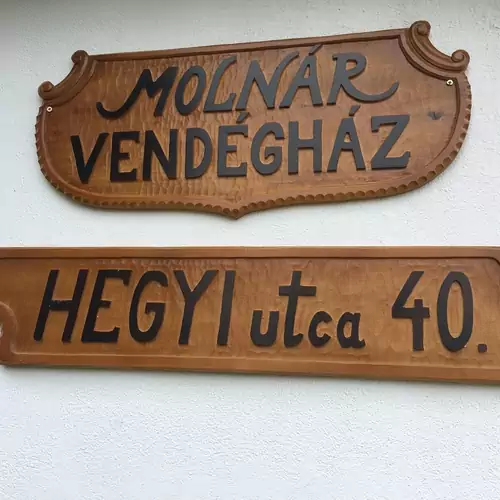 MOLNÁR
VENDÉGHÁZ
HEGYI utca 40.